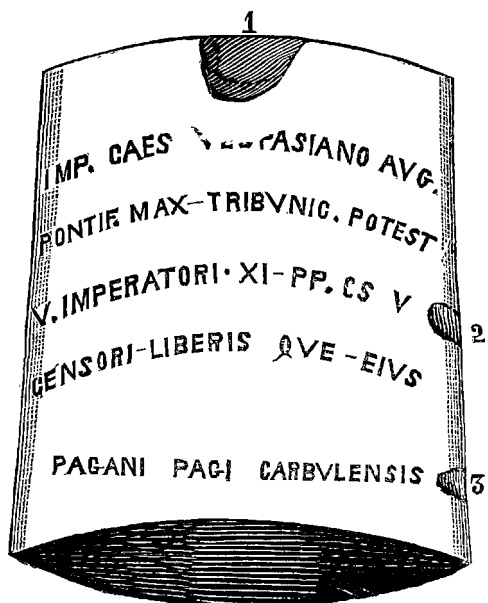 1
IMP. CAES VESPASIANO AVG.
PONTIF. MAX-TRIBVNIC. POTEST
V. IMPERATORI· XI-PP. CS V
2
CENSORI-LIBERIS QVE-EIVS
PAGANI PAGI CARBVLENSIS
3